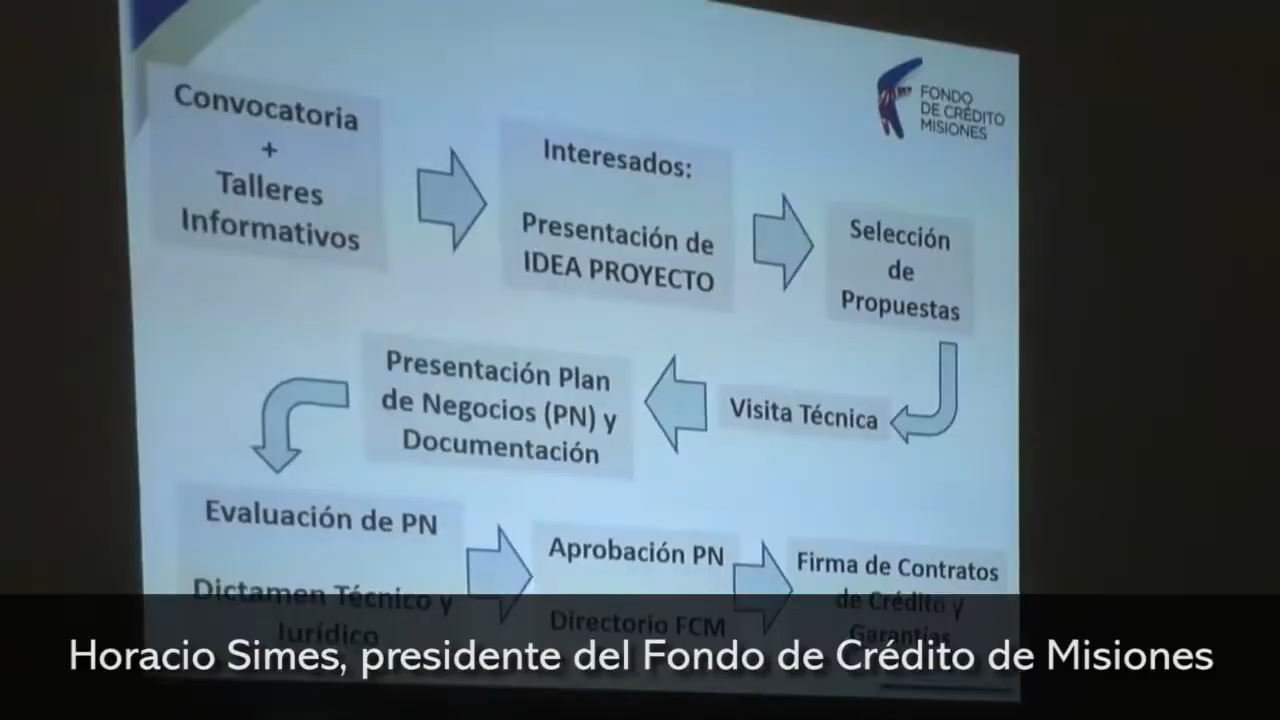 FONDO
DE CRÉDITO
MISIONES
Convocatoria
+
Talleres
Informativos
Interesados:
Presentación de
IDEA PROYECTO
Selección
de
Propuestas
Visita Técnica
Presentación Plan
de Negocios (PN) y
Documentación
Evaluación de PN
Dictamen Técnico y
Jurídico
Aprobación PN
Directorio FCM
Firma de Contratos
de Crédito y
Garantías
Horacio Simes, presidente del Fondo de Crédito de Misiones